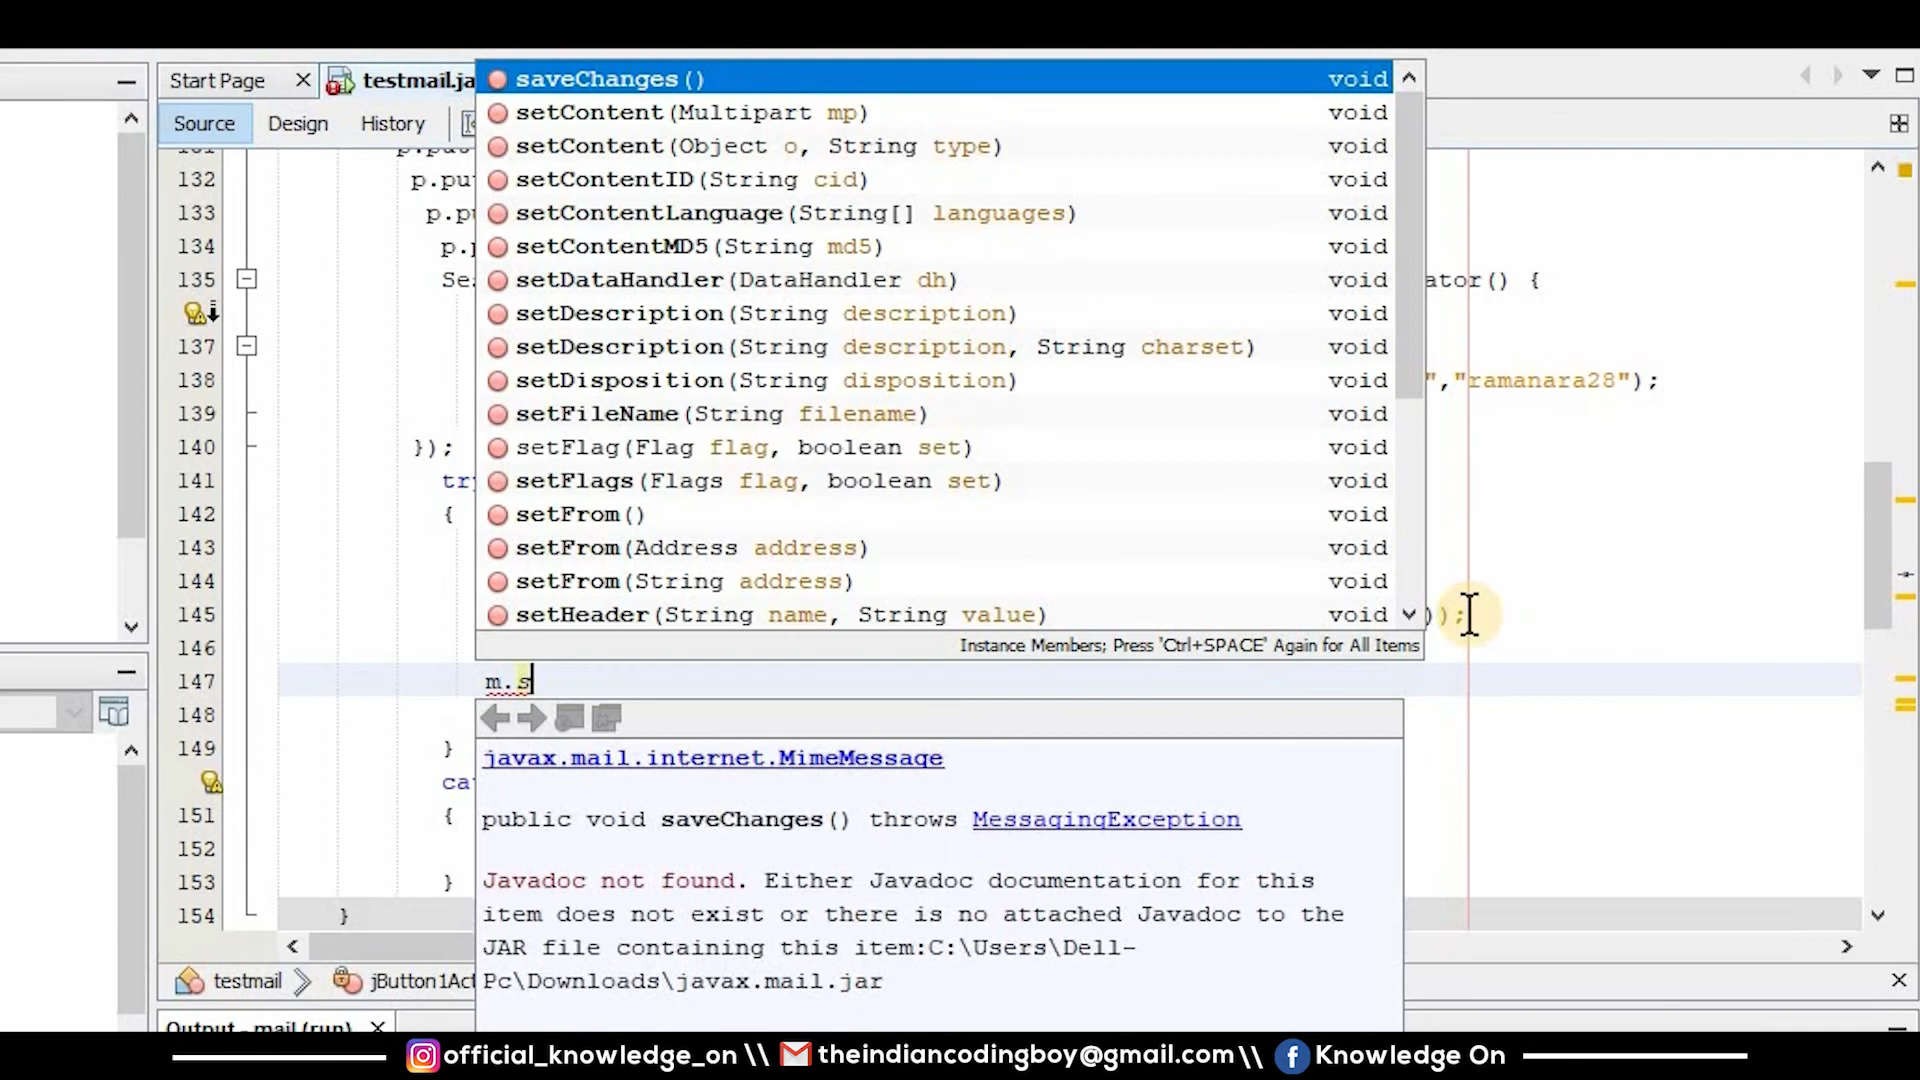 Start Page
testmail.ja
Source Design History
saveChanges() void
setContent(Multipart mp) void
setContent(Object o, String type) void
setContentID(String cid) void
setContentLanguage(String[] languages) void
setContentMD5(String md5) void
setDataHandler(DataHandler dh) void
setDescription(String description) void
setDescription(String description, String charset) void
setDisposition(String disposition) void
setFileName(String filename) void
setFlag(Flag flag, boolean set) void
setFlags(Flags flag, boolean set) void
setFrom() void
setFrom(Address address) void
setFrom(String address) void
setHeader(String name, String value) void
Instance Members; Press 'Ctrl+SPACE' Again for All Items
132 p.pu
133 p.pu
134 p.p
135 Se ator() {
137
138 ","ramanara28");
139
140 });
141 try
142 {
143
144
145 ));
146
147 m.s
148
149 }
ca
151 {
152
153 }
154 }
javax.mail.internet.MimeMessage
public void saveChanges() throws MessagingException
Javadoc not found. Either Javadoc documentation for this
item does not exist or there is no attached Javadoc to the
JAR file containing this item:C:\Users\Dell-
Pc\Downloads\javax.mail.jar
testmail jButton1Act
Output - mail (run)
official_knowledge_on \\ theindiancodingboy@gmail.com \\ Knowledge On